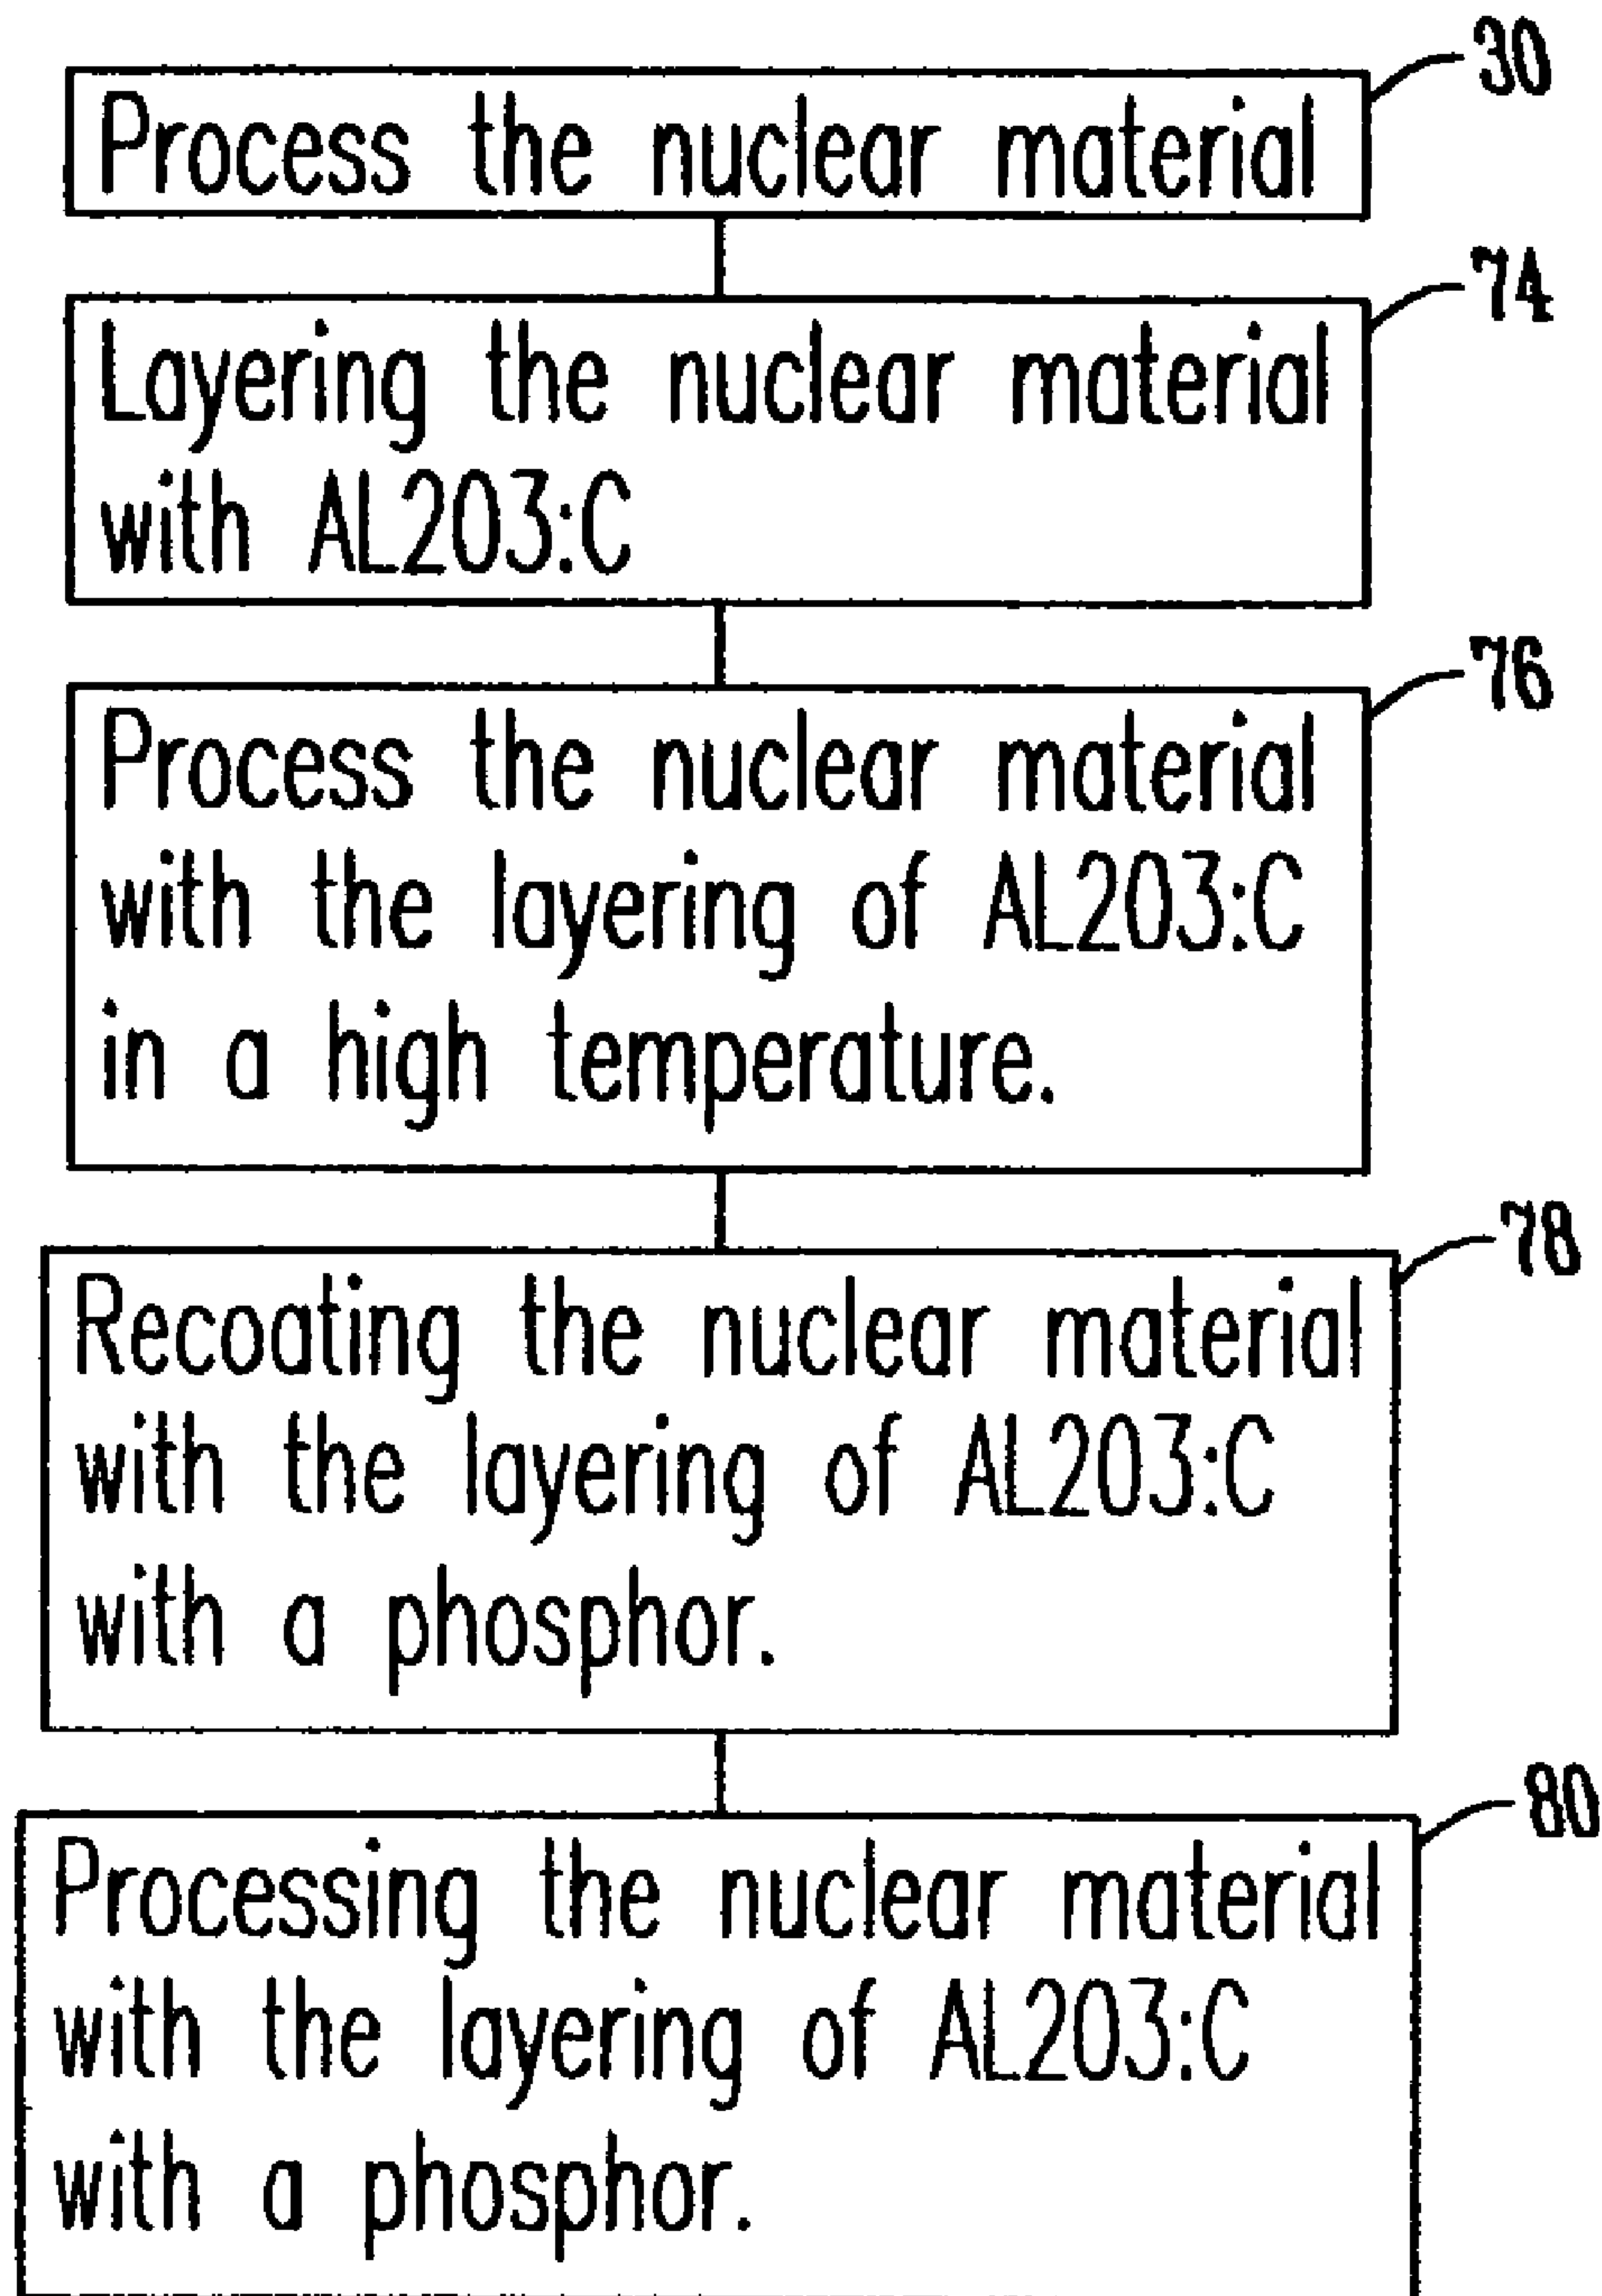 30
Process the nuclear material
74
Layering the nuclear material
with AL2O3:C
76
Process the nuclear material
with the layering of AL2O3:C
in a high temperature.
78
Recoating the nuclear material
with the layering of AL2O3:C
with a phosphor.
80
Processing the nuclear material
with the layering of AL2O3:C
with a phosphor.